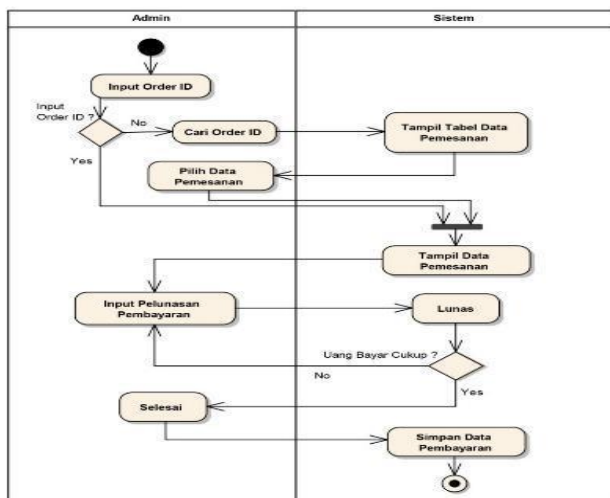 Admin
Sistem
Input Order ID
Input
Order ID ?
No
Cari Order ID
Tampil Tabel Data
Pemesanan
Yes
Pilih Data
Pemesanan
Tampil Data
Pemesanan
Input Pelunasan
Pembayaran
Lunas
Uang Bayar Cukup ?
No
Yes
Selesai
Simpan Data
Pembayaran